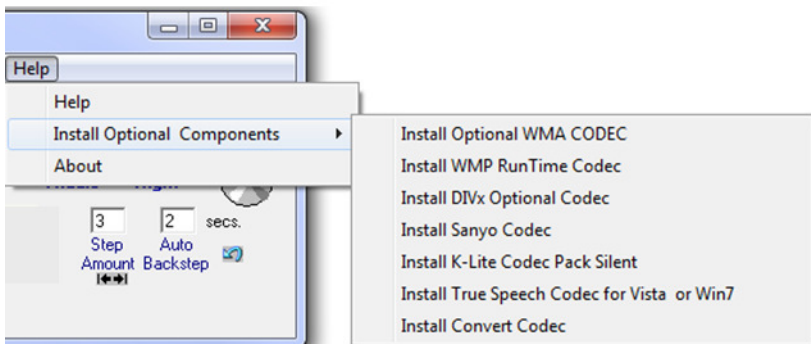 Help
Help
Install Optional  Components
About
Install Optional WMA CODEC
Install WMP RunTime Codec
Install DIVx Optional Codec
Install Sanyo Codec
Install K-Lite Codec Pack Silent
Install True Speech Codec for Vista  or Win7
Install Convert Codec
3
2
secs.
Step
Amount
Auto
Backstep